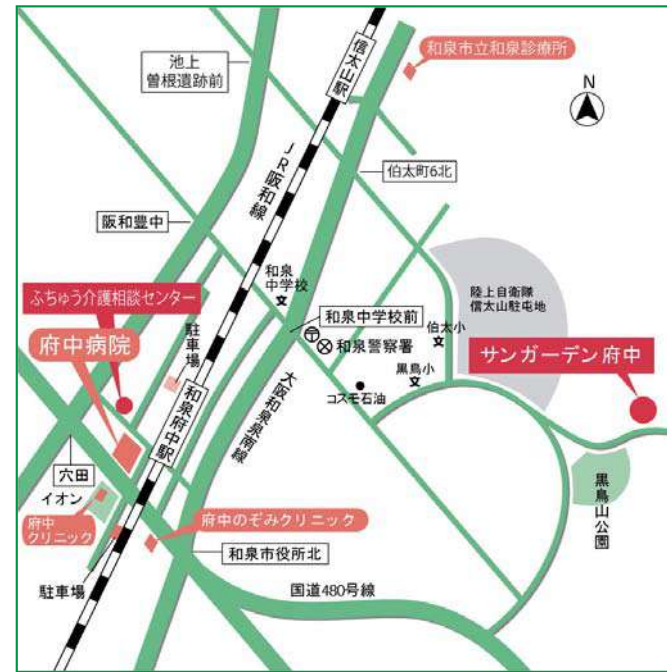 和泉市立和泉診療所
信太山駅
池上
曽根遺跡前
N
JR阪和線
伯太町6北
阪和豊中
和泉
中学校
陸上自衛隊
信太山駐屯地
ふちゅう介護相談センター
駐車場
和泉中学校前
伯太小
府中病院
和泉警察署
サンガーデン府中
黒鳥小
コスモ石油
大阪和泉泉南線
和泉府中駅
穴田
イオン
黒鳥山公園
府中
クリニック
府中のぞみクリニック
和泉市役所北
駐車場
国道480号線